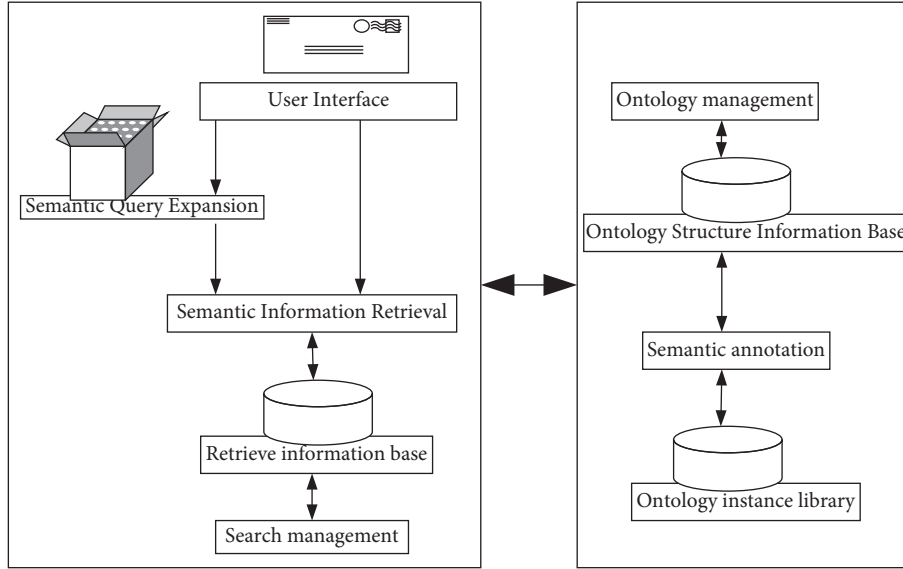 User Interface
Semantic Query Expansion
Semantic Information Retrieval
Retrieve information base
Search management
Ontology management
Ontology Structure Information Base
Semantic annotation
Ontology instance library